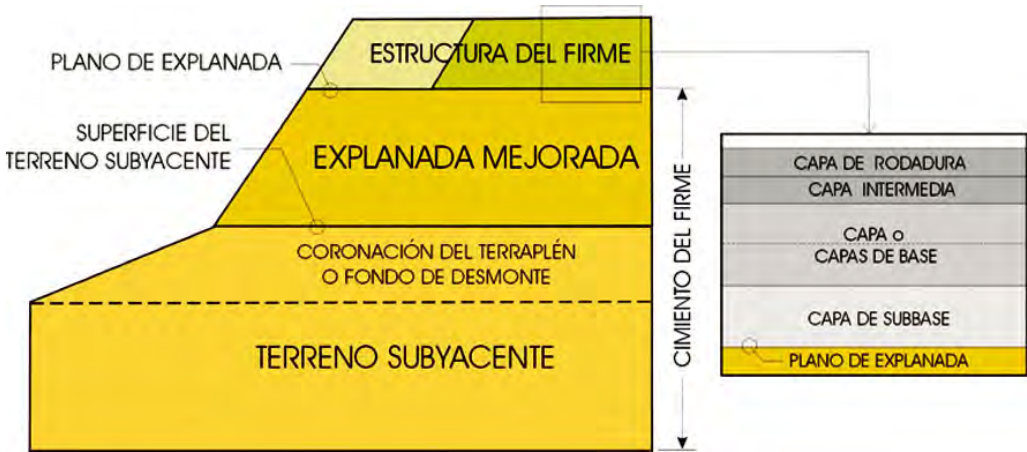 ESTRUCTURA DEL FIRME
PLANO DE EXPLANADA
SUPERFICIE DEL
TERRENO SUBYACENTE
EXPLANADA MEJORADA
CORONACIÓN DEL TERRAPLÉN
O FONDO DE DESMONTE
TERRENO SUBYACENTE
CIMIENTO DEL FIRME
CAPA DE RODADURA
CAPA INTERMEDIA
CAPA o
CAPAS DE BASE
CAPA DE SUBBASE
PLANO DE EXPLANADA